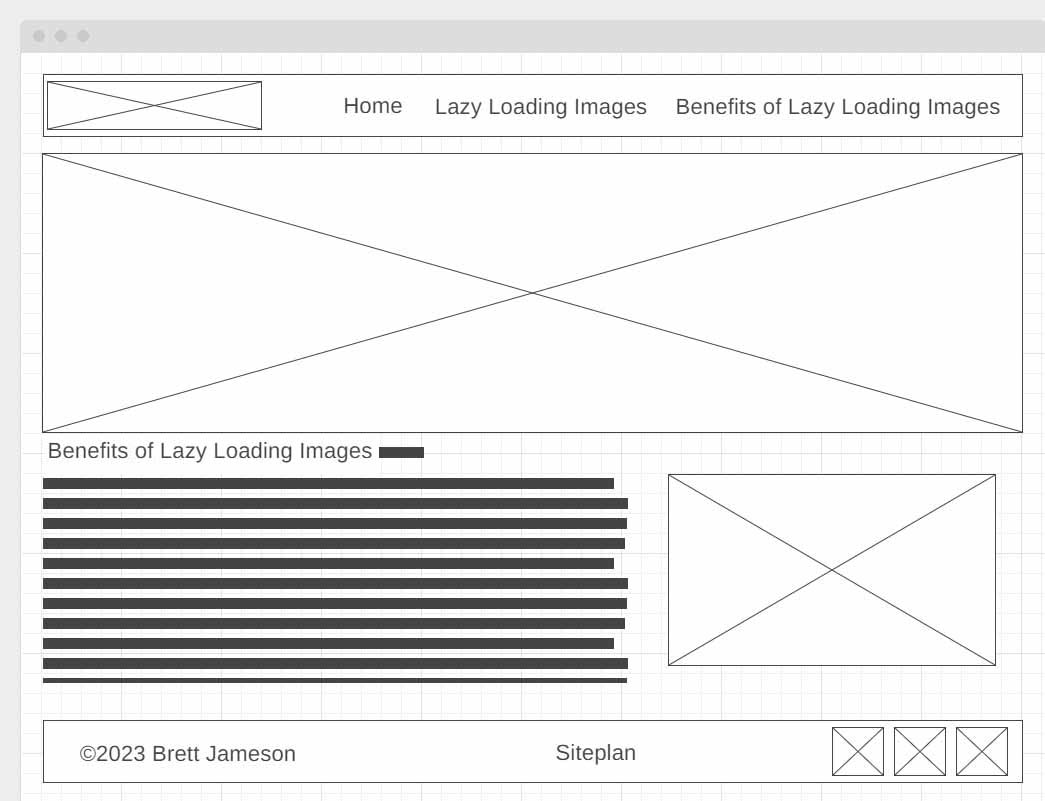 Home Lazy Loading Images Benefits of Lazy Loading Images
Benefits of Lazy Loading Images
©2023 Brett Jameson Siteplan